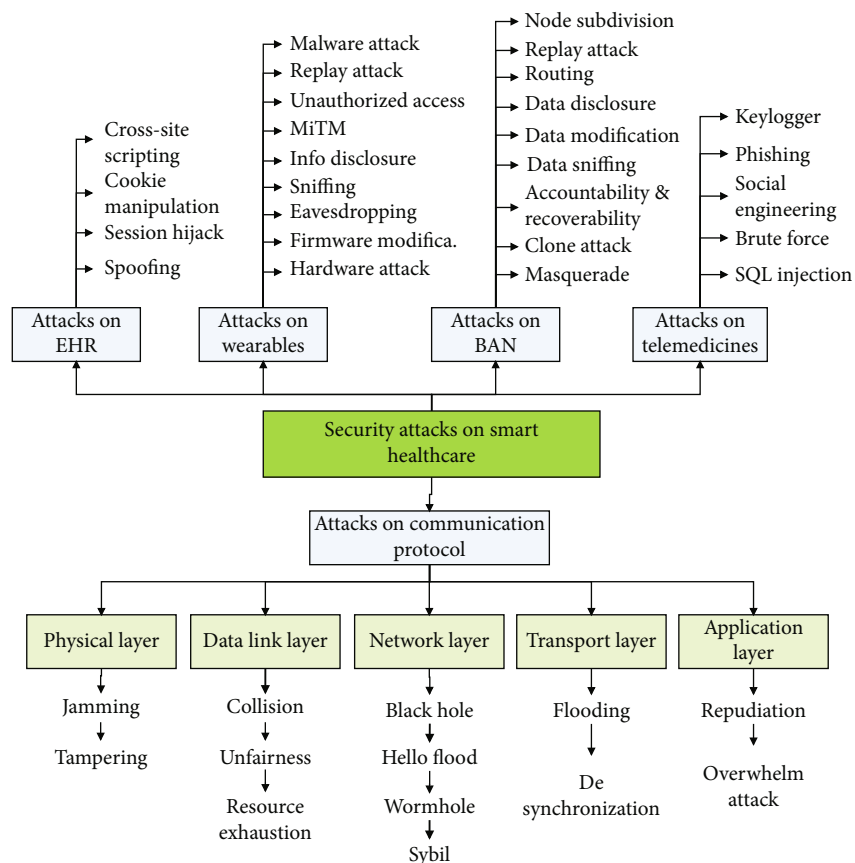 Cross-site
scripting
Cookie
manipulation
Session hijack
Spoofing
Attacks on
EHR
Malware attack
Replay attack
Unauthorized access
MiTM
Info disclosure
Sniffing
Eavesdropping
Firmware modifica.
Hardware attack
Attacks on
wearables
Node subdivision
Replay attack
Routing
Data disclosure
Data modification
Data sniffing
Accountability &
recoverability
Clone attack
Masquerade
Attacks on
BAN
Keylogger
Phishing
Social
engineering
Brute force
SQL injection
Attacks on
telemedicines
Security attacks on smart
healthcare
Attacks on communication
protocol
Physical layer
Jamming
Tampering
Data link layer
Collision
Unfairness
Resource
exhaustion
Network layer
Black hole
Hello flood
Wormhole
Sybil
Transport layer
Flooding
De
synchronization
Application
layer
Repudiation
Overwhelm
attack